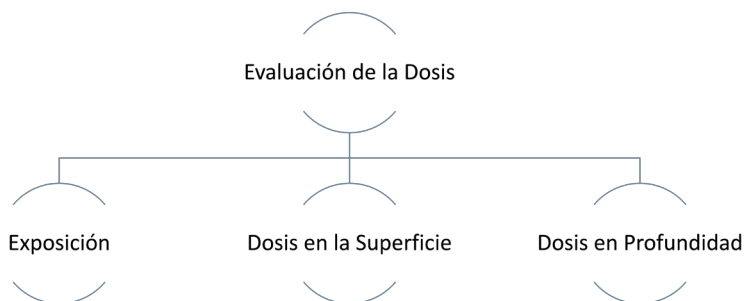 Evaluación de la Dosis
Exposición
Dosis en la Superficie
Dosis en Profundidad